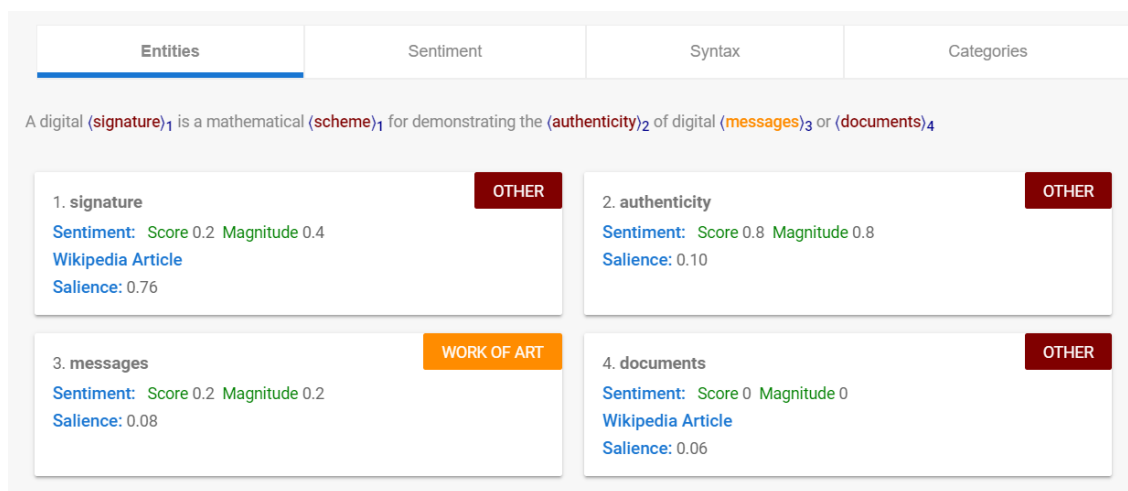 Entities Sentiment Syntax Categories
A digital ⟨signature⟩1 is a mathematical ⟨scheme⟩1 for demonstrating the ⟨authenticity⟩2 of digital ⟨messages⟩3 or ⟨documents⟩4
OTHER
1. signature
Sentiment: Score 0.2 Magnitude 0.4
Wikipedia Article
Salience: 0.76
OTHER
2. authenticity
Sentiment: Score 0.8 Magnitude 0.8
Salience: 0.10
WORK OF ART
3. messages
Sentiment: Score 0.2 Magnitude 0.2
Salience: 0.08
OTHER
4. documents
Sentiment: Score 0 Magnitude 0
Wikipedia Article
Salience: 0.06